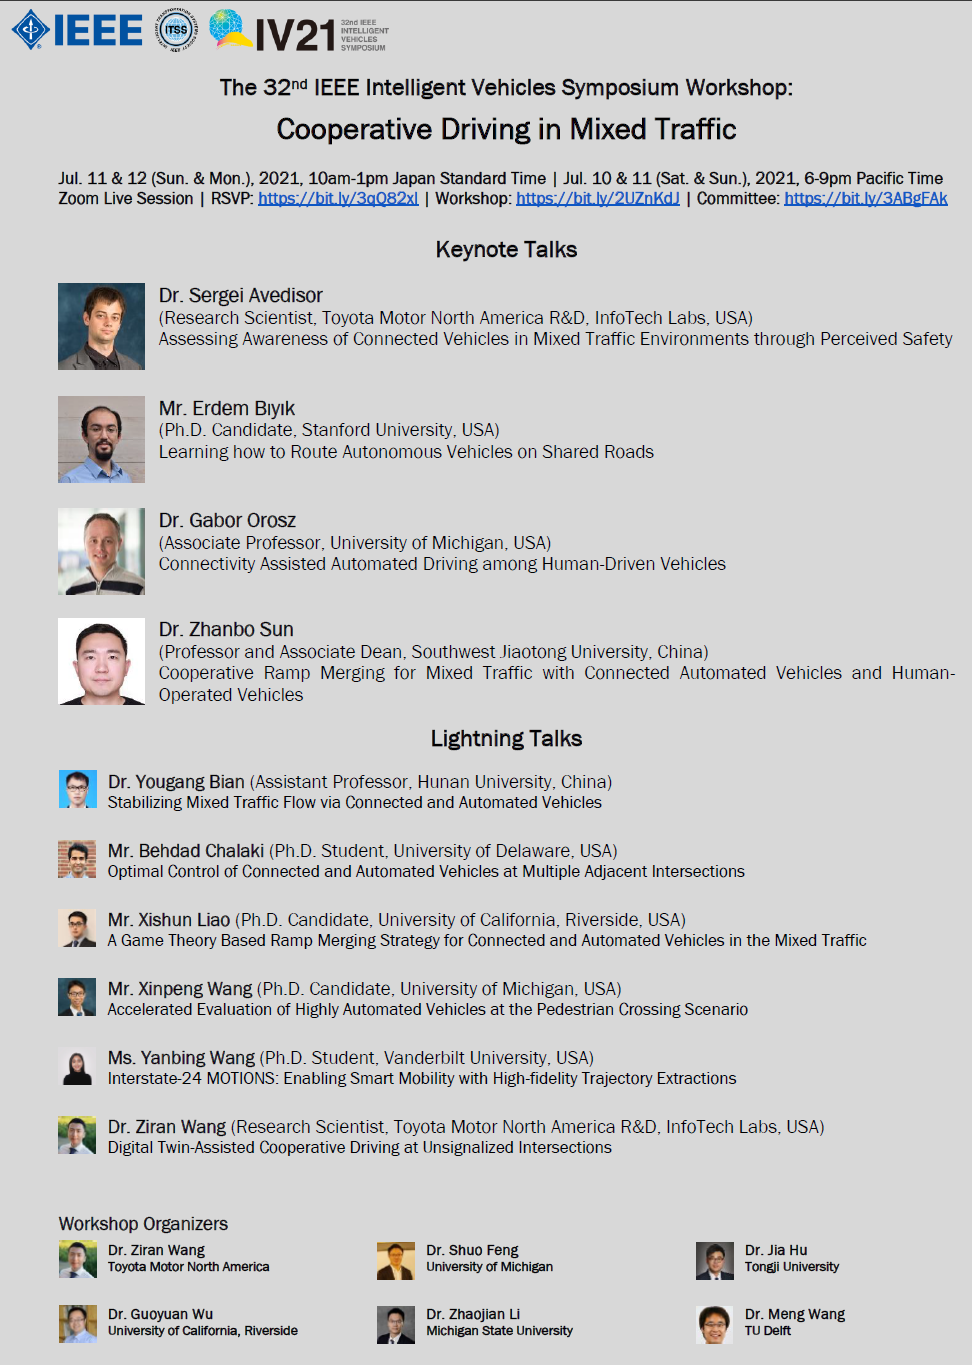 IEEE
ITSS
IEEE
IV21
32nd IEEE
INTELLIGENT
VEHICLES
SYMPOSIUM
The 32nd IEEE Intelligent Vehicles Symposium Workshop:
Cooperative Driving in Mixed Traffic
Jul. 11 & 12 (Sun. & Mon.), 2021, 10am-1pm Japan Standard Time | Jul. 10 & 11 (Sat. & Sun.), 2021, 6-9pm Pacific Time
Zoom Live Session | RSVP: https://bit.ly/3qQ82xl | Workshop: https://bit.ly/2UZnKdJ | Committee: https://bit.ly/3ABgFAk
Keynote Talks
Dr. Sergei Avedisor
(Research Scientist, Toyota Motor North America R&D, InfoTech Labs, USA)
Assessing Awareness of Connected Vehicles in Mixed Traffic Environments through Perceived Safety
Mr. Erdem Bıyık
(Ph.D. Candidate, Stanford University, USA)
Learning how to Route Autonomous Vehicles on Shared Roads
Dr. Gabor Orosz
(Associate Professor, University of Michigan, USA)
Connectivity Assisted Automated Driving among Human-Driven Vehicles
Dr. Zhanbo Sun
(Professor and Associate Dean, Southwest Jiaotong University, China)
Cooperative Ramp Merging for Mixed Traffic with Connected Automated Vehicles and Human-
Operated Vehicles
Lightning Talks
Dr. Yougang Bian (Assistant Professor, Hunan University, China)
Stabilizing Mixed Traffic Flow via Connected and Automated Vehicles
Mr. Behdad Chalaki (Ph.D. Student, University of Delaware, USA)
Optimal Control of Connected and Automated Vehicles at Multiple Adjacent Intersections
Mr. Xishun Liao (Ph.D. Candidate, University of California, Riverside, USA)
A Game Theory Based Ramp Merging Strategy for Connected and Automated Vehicles in the Mixed Traffic
Mr. Xinpeng Wang (Ph.D. Candidate, University of Michigan, USA)
Accelerated Evaluation of Highly Automated Vehicles at the Pedestrian Crossing Scenario
Ms. Yanbing Wang (Ph.D. Student, Vanderbilt University, USA)
Interstate-24 MOTIONS: Enabling Smart Mobility with High-fidelity Trajectory Extractions
Dr. Ziran Wang (Research Scientist, Toyota Motor North America R&D, InfoTech Labs, USA)
Digital Twin-Assisted Cooperative Driving at Unsignalized Intersections
Workshop Organizers
Dr. Ziran Wang
Toyota Motor North America
Dr. Shuo Feng
University of Michigan
Dr. Jia Hu
Tongji University
Dr. Guoyuan Wu
University of California, Riverside
Dr. Zhaojian Li
Michigan State University
Dr. Meng Wang
TU Delft